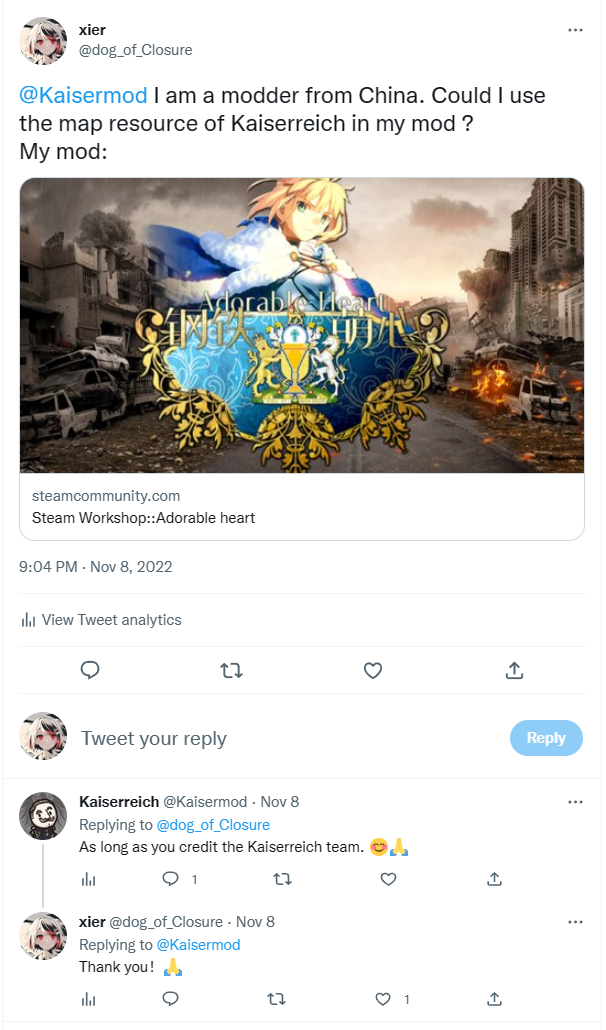 xier
@dog_of_Closure
@Kaisermod I am a modder from China. Could I use
the map resource of Kaiserreich in my mod ?
My mod:
Adorable Heart
钢铁萌心2
steamcommunity.com
Steam Workshop::Adorable heart
9:04 PM · Nov 8, 2022
View Tweet analytics
Tweet your reply
Reply
Kaiserreich @Kaisermod · Nov 8
Replying to @dog_of_Closure
As long as you credit the Kaiserreich team. 😊🙏
1
xier @dog_of_Closure · Nov 8
Replying to @Kaisermod
Thank you! 🙏
1